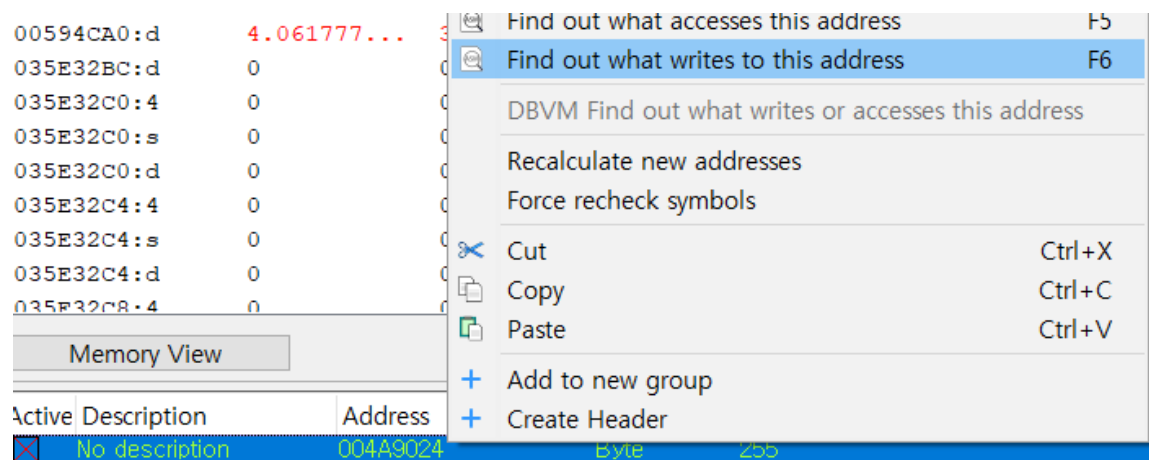 Find out what accesses this address F5
00594CA0:d 4.061777...
Find out what writes to this address F6
035E32BC:d 0
035E32C0:4 0
DBVM Find out what writes or accesses this address
035E32C0:s 0
035E32C0:d 0
Recalculate new addresses
035E32C4:4 0
Force recheck symbols
035E32C4:s 0
Cut Ctrl+X
035E32C4:d 0
Copy Ctrl+C
035E32C8:4 0
Paste Ctrl+V
Memory View
Add to new group
Active Description Address
Create Header
No description 004A9024 Byte 255